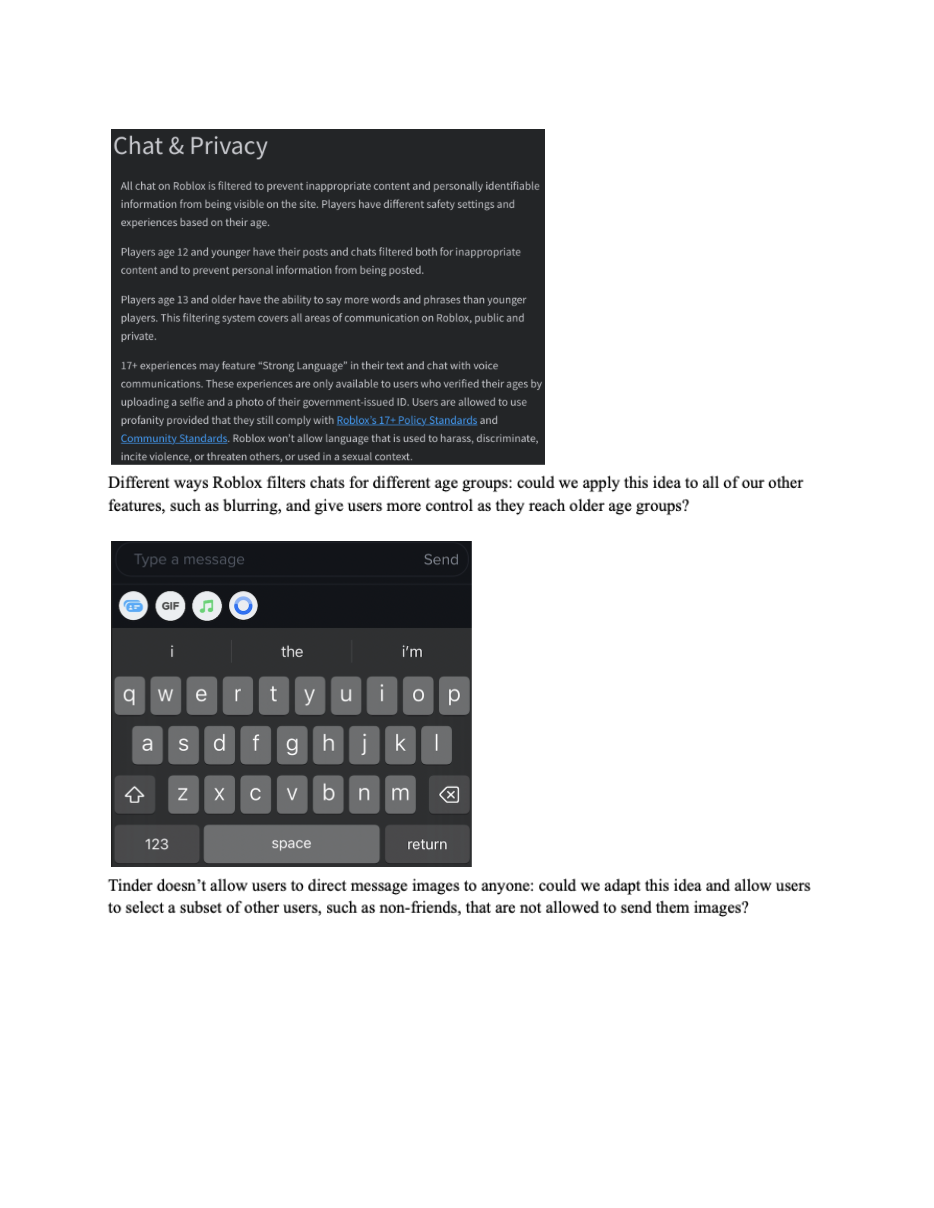 Chat & Privacy
All chat on Roblox is filtered to prevent inappropriate content and personally identifiable
information from being visible on the site. Players have different safety settings and
experiences based on their age.
Players age 12 and younger have their posts and chats filtered both for inappropriate
content and to prevent personal information from being posted.
Players age 13 and older have the ability to say more words and phrases than younger
players. This filtering system covers all areas of communication on Roblox, public and
private.
17+ experiences may feature “Strong Language” in their text and chat with voice
communications. These experiences are only available to users who verified their ages by
uploading a selfie and a photo of their government-issued ID. Users are allowed to use
profanity provided that they still comply with Roblox’s 17+ Policy Standards and
Community Standards. Roblox won’t allow language that is used to harass, discriminate,
incite violence, or threaten others, or used in a sexual context.
Different ways Roblox filters chats for different age groups: could we apply this idea to all of our other
features, such as blurring, and give users more control as they reach older age groups?
Type a message Send
GIF
i the i’m
q w e r t y u i o p
a s d f g h j k l
z x c v b n m
123 space return
Tinder doesn’t allow users to direct message images to anyone: could we adapt this idea and allow users
to select a subset of other users, such as non-friends, that are not allowed to send them images?